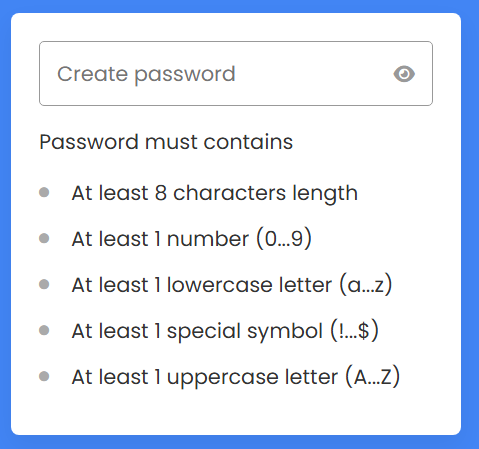 Create password
Password must contains
At least 8 characters length
At least 1 number (0...9)
At least 1 lowercase letter (a...z)
At least 1 special symbol (!...$)
At least 1 uppercase letter (A...Z)